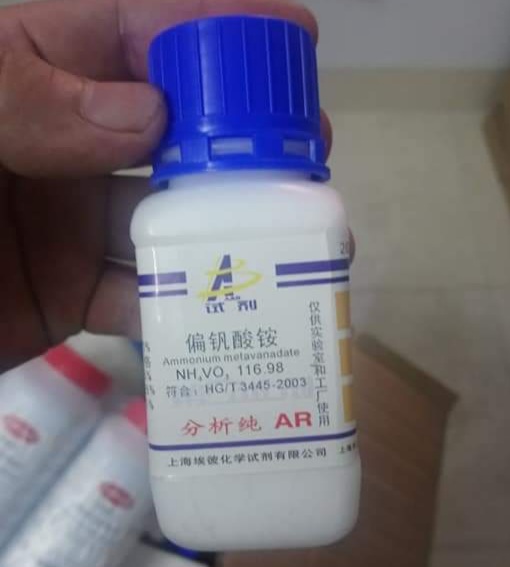 试剂
偏钒酸铵
Ammonium metavanadate
NH₄VO₃ 116.98
符合：HG/T 3445-2003
分析纯 AR
仅供实验室和工厂使用
上海埃彼化学试剂有限公司